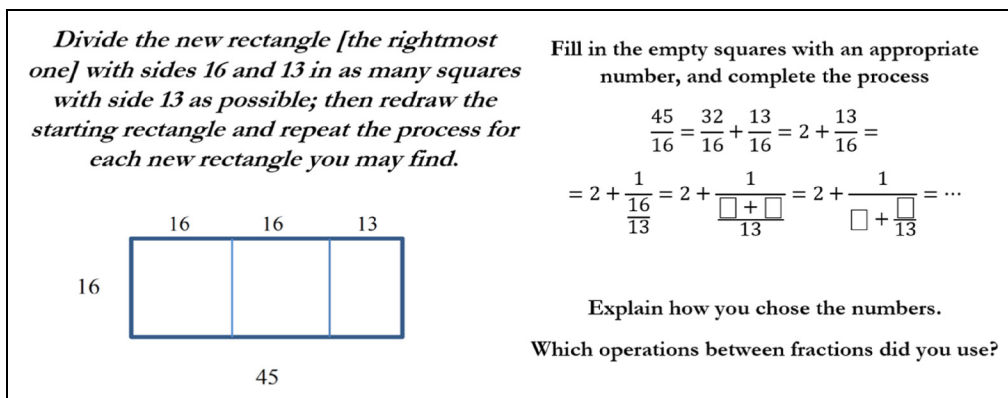 Divide the new rectangle [the rightmost
one] with sides 16 and 13 in as many squares
with side 13 as possible; then redraw the
starting rectangle and repeat the process for
each new rectangle you may find.
16 16 13
16
45
Fill in the empty squares with an appropriate
number, and complete the process
45/16 = 32/16 + 13/16 = 2 + 13/16 =
= 2 + 1/(16/13) = 2 + 1/((□ + □)/13) = 2 + 1/(□ + □/13) = ⋯
Explain how you chose the numbers.
Which operations between fractions did you use?